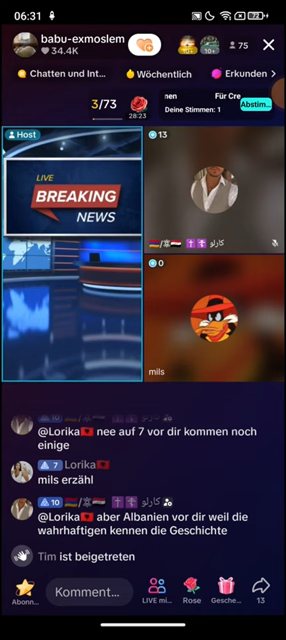 06:31
72
babu-exmoslem
34.4K
10+
75
Chatten und Int...
Wöchentlich
Erkunden
3/73
28:23
nen
Für Cre
Deine Stimmen: 1
Abstim...
Host
LIVE
BREAKING
NEWS
13
كارلو
0
mils
@Lorika🇦🇱 nee auf 7 vor dir kommen noch
einige
7 Lorika🇦🇱
mils erzähl
10 كارلو
@Lorika🇦🇱 aber Albanien vor dir weil die
wahrhaftigen kennen die Geschichte
Tim ist beigetreten
Abonn...
Komment...
LIVE mi...
Rose
Gesche...
13